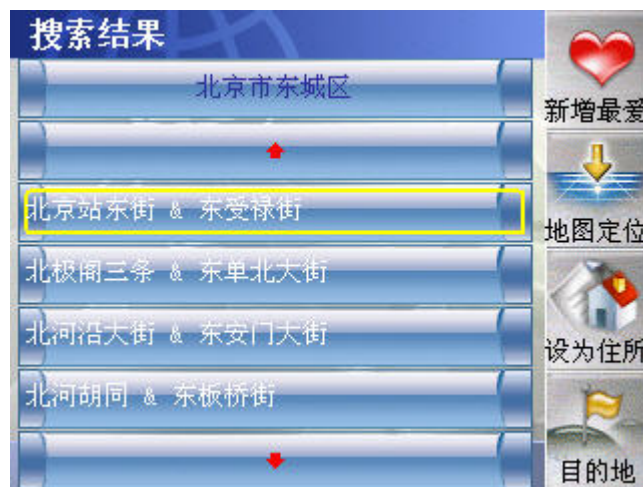 搜索结果
北京市东城区
北京站东街 & 东受禄街
北极阁三条 & 东单北大街
北河沿大街 & 东安门大街
北河胡同 & 东板桥街
新增最爱
地图定位
设为住所
目的地